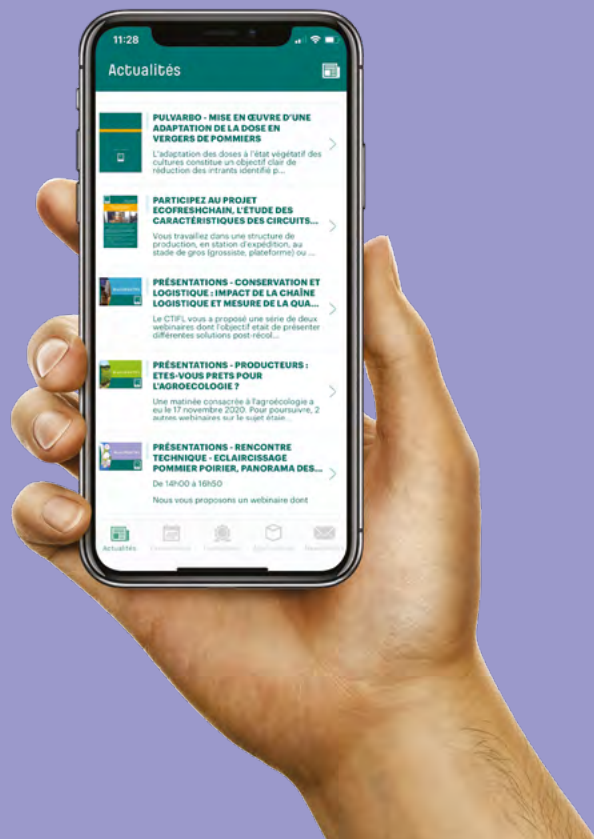 11:28
Actualités
PULVARBO - MISE EN ŒUVRE D'UNE
ADAPTATION DE LA DOSE EN
VERGERS DE POMMIERS
L'adaptation des doses à l'état végétatif des
cultures constitue un objectif clair de
réduction des intrants identifié p...
PARTICIPEZ AU PROJET
ECOFRESHCHAIN, L'ÉTUDE DES
CARACTÉRISTIQUES DES CIRCUITS...
Vous travaillez dans une structure de
production, en station d'expédition, au
stade de gros (grossiste, plateforme) ou ...
PRÉSENTATIONS - CONSERVATION ET
LOGISTIQUE : IMPACT DE LA CHAÎNE
LOGISTIQUE ET MESURE DE LA QUA...
Le CTIFL vous a proposé une série de deux
webinaires dont l'objectif etait de présenter
différentes solutions post-récol...
PRÉSENTATIONS - PRODUCTEURS :
ETES-VOUS PRETS POUR
L'AGROECOLOGIE ?
Une matinée consacrée à l'agroécologie a
eu le 17 novembre 2020. Pour poursuivre, 2
autres webinaires sur le sujet étaie...
PRÉSENTATIONS - RENCONTRE
TECHNIQUE - ECLAIRCISSAGE
POMMIER POIRIER, PANORAMA DES...
De 14h00 à 16h50
Nous vous proposons un webinaire dont
Actualités